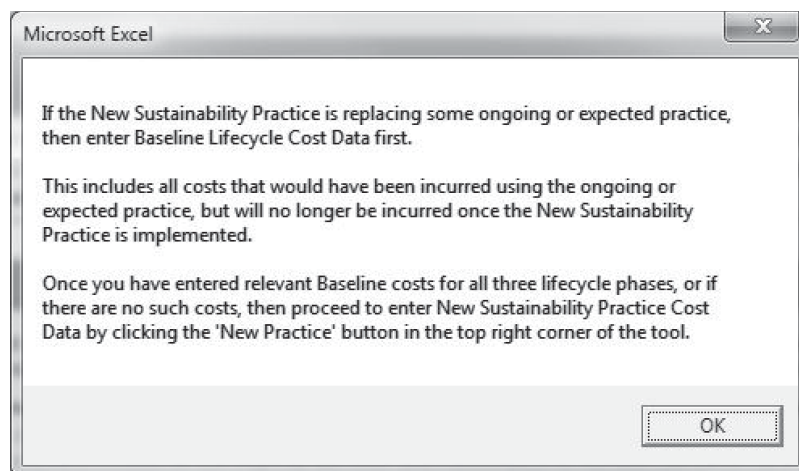 Microsoft Excel
If the New Sustainability Practice is replacing some ongoing or expected practice,
then enter Baseline Lifecycle Cost Data first.
This includes all costs that would have been incurred using the ongoing or
expected practice, but will no longer be incurred once the New Sustainability
Practice is implemented.
Once you have entered relevant Baseline costs for all three lifecycle phases, or if
there are no such costs, then proceed to enter New Sustainability Practice Cost
Data by clicking the 'New Practice' button in the top right corner of the tool.
OK